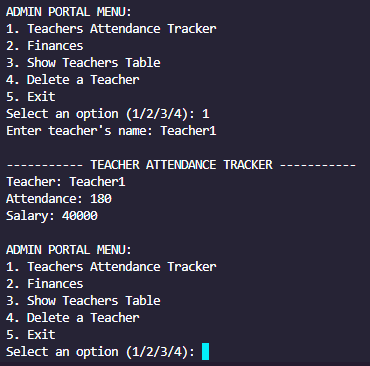 ADMIN PORTAL MENU:
1. Teachers Attendance Tracker
2. Finances
3. Show Teachers Table
4. Delete a Teacher
5. Exit
Select an option (1/2/3/4): 1
Enter teacher's name: Teacher1
----------- TEACHER ATTENDANCE TRACKER -----------
Teacher: Teacher1
Attendance: 180
Salary: 40000
ADMIN PORTAL MENU:
1. Teachers Attendance Tracker
2. Finances
3. Show Teachers Table
4. Delete a Teacher
5. Exit
Select an option (1/2/3/4):